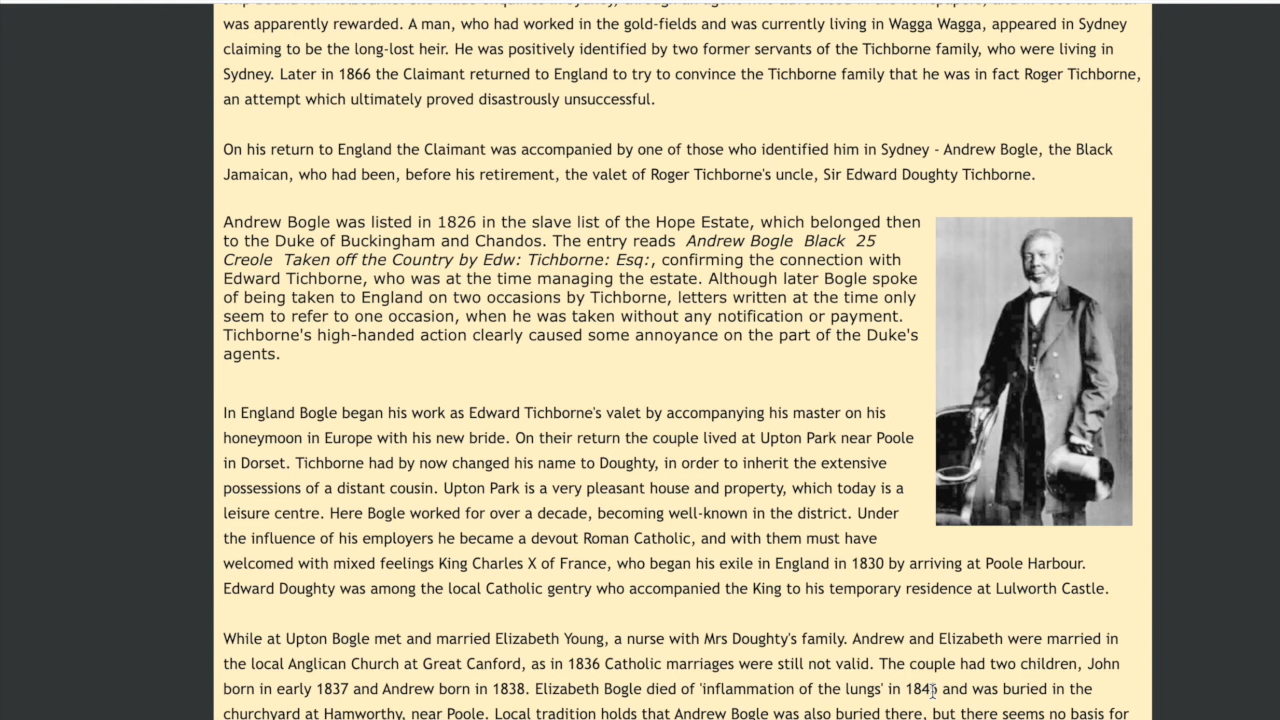 was apparently rewarded. A man, who had worked in the gold-fields and was currently living in Wagga Wagga, appeared in Sydney
claiming to be the long-lost heir. He was positively identified by two former servants of the Tichborne family, who were living in
Sydney. Later in 1866 the Claimant returned to England to try to convince the Tichborne family that he was in fact Roger Tichborne,
an attempt which ultimately proved disastrously unsuccessful.
On his return to England the Claimant was accompanied by one of those who identified him in Sydney - Andrew Bogle, the Black
Jamaican, who had been, before his retirement, the valet of Roger Tichborne's uncle, Sir Edward Doughty Tichborne.
Andrew Bogle was listed in 1826 in the slave list of the Hope Estate, which belonged then
to the Duke of Buckingham and Chandos. The entry reads Andrew Bogle Black 25
Creole Taken off the Country by Edw: Tichborne: Esq:, confirming the connection with
Edward Tichborne, who was at the time managing the estate. Although later Bogle spoke
of being taken to England on two occasions by Tichborne, letters written at the time only
seem to refer to one occasion, when he was taken without any notification or payment.
Tichborne's high-handed action clearly caused some annoyance on the part of the Duke's
agents.
In England Bogle began his work as Edward Tichborne's valet by accompanying his master on his
honeymoon in Europe with his new bride. On their return the couple lived at Upton Park near Poole
in Dorset. Tichborne had by now changed his name to Doughty, in order to inherit the extensive
possessions of a distant cousin. Upton Park is a very pleasant house and property, which today is a
leisure centre. Here Bogle worked for over a decade, becoming well-known in the district. Under
the influence of his employers he became a devout Roman Catholic, and with them must have
welcomed with mixed feelings King Charles X of France, who began his exile in England in 1830 by arriving at Poole Harbour.
Edward Doughty was among the local Catholic gentry who accompanied the King to his temporary residence at Lulworth Castle.
While at Upton Bogle met and married Elizabeth Young, a nurse with Mrs Doughty's family. Andrew and Elizabeth were married in
the local Anglican Church at Great Canford, as in 1836 Catholic marriages were still not valid. The couple had two children, John
born in early 1837 and Andrew born in 1838. Elizabeth Bogle died of 'inflammation of the lungs' in and was buried in the
churchyard at Hamworthy, near Poole. Local tradition holds that Andrew Bogle was also buried there, but there seems no basis for